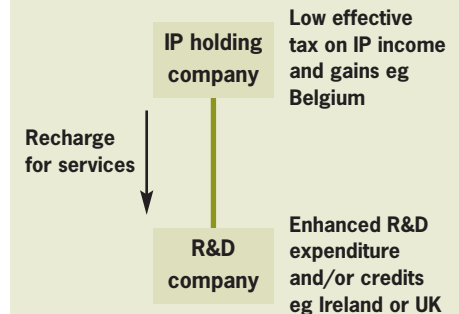 Low effective
tax on IP income
and gains eg
Belgium
IP holding
company
Recharge
for services
R&D
company
Enhanced R&D
expenditure
and/or credits
eg Ireland or UK